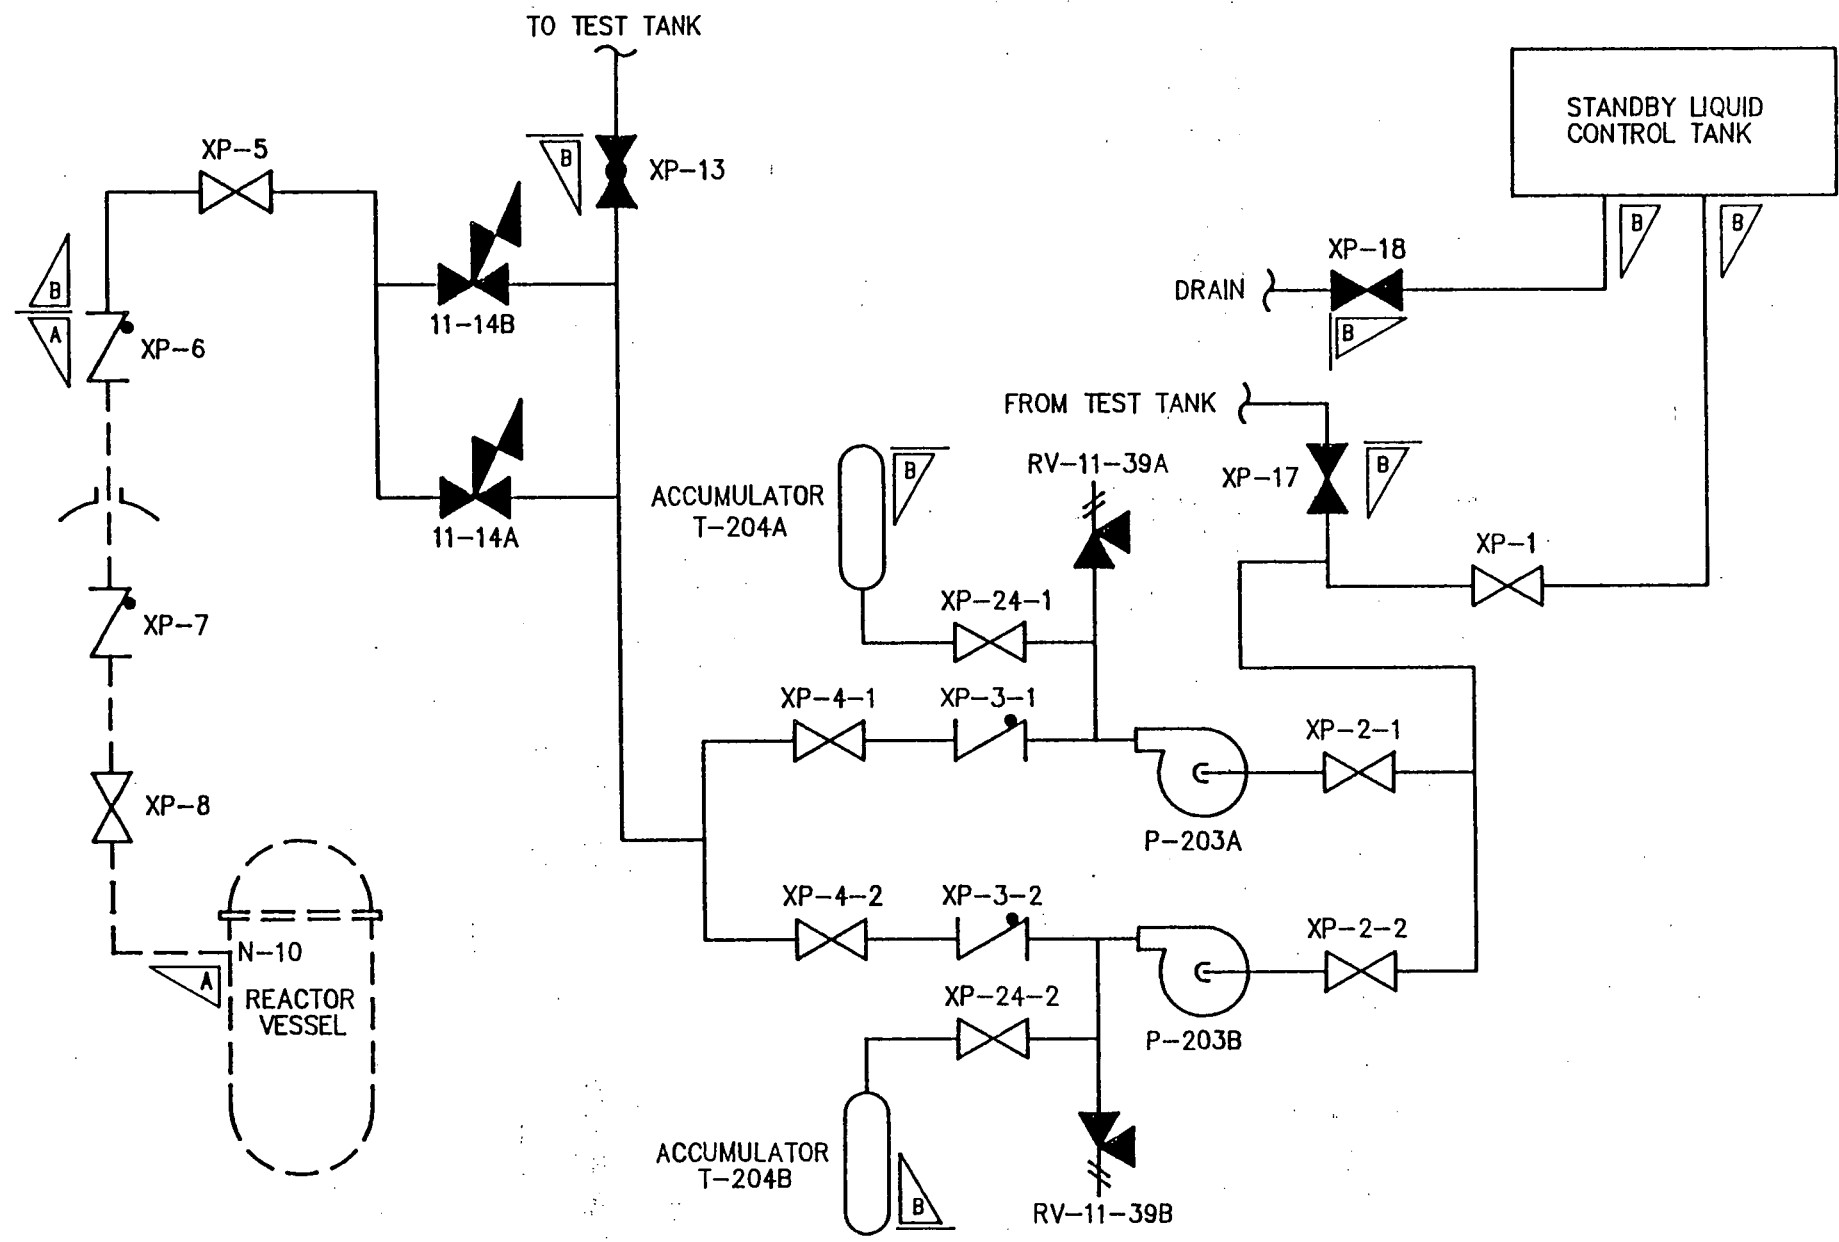 TO TEST TANK
STANDBY LIQUID
CONTROL TANK
XP-5
B
XP-13
B
B
XP-18
B
DRAIN
11-14B
A
XP-6
B
FROM TEST TANK
RV-11-39A
B
XP-17
B
ACCUMULATOR
T-204A
11-14A
XP-1
XP-24-1
XP-7
XP-4-1
XP-3-1
XP-2-1
XP-8
P-203A
XP-4-2
XP-3-2
XP-2-2
N-10
A
REACTOR
VESSEL
XP-24-2
P-203B
ACCUMULATOR
T-204B
B
RV-11-39B